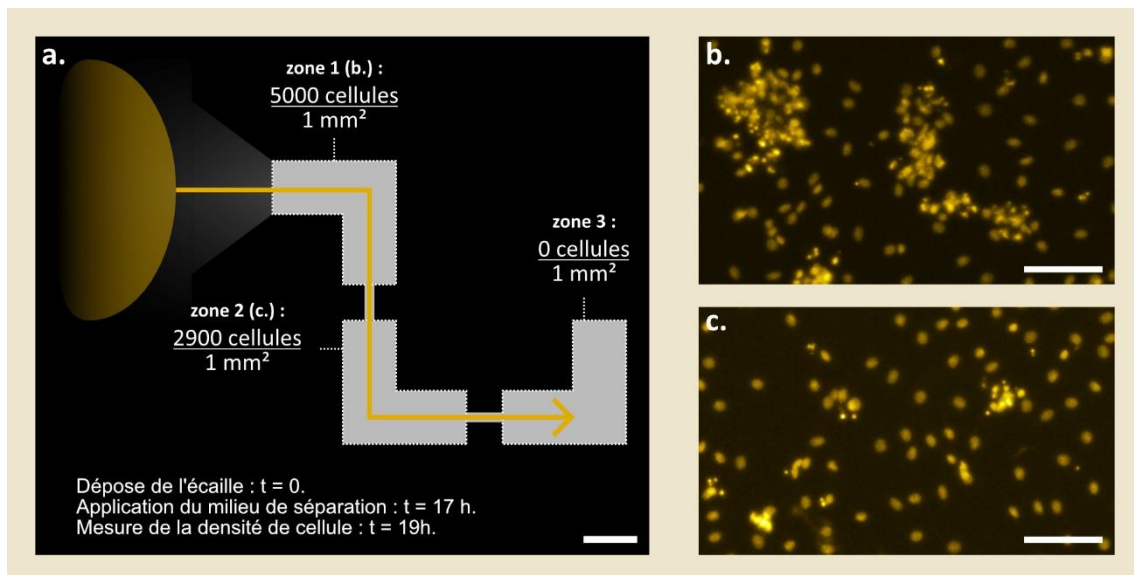 a.
zone 1 (b.) :
5000 cellules
1 mm²
zone 3 :
0 cellules
1 mm²
zone 2 (c.) :
2900 cellules
1 mm²
Dépose de l'écaille : t = 0.
Application du milieu de séparation : t = 17 h.
Mesure de la densité de cellule : t = 19h.
b.
c.